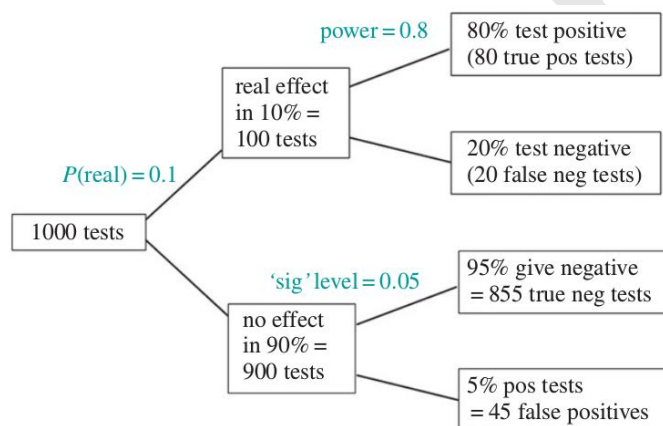 power = 0.8
80% test positive
(80 true pos tests)
real effect
in 10% =
100 tests
20% test negative
(20 false neg tests)
P(real) = 0.1
1000 tests
‘sig’ level = 0.05
95% give negative
= 855 true neg tests
no effect
in 90% =
900 tests
5% pos tests
= 45 false positives